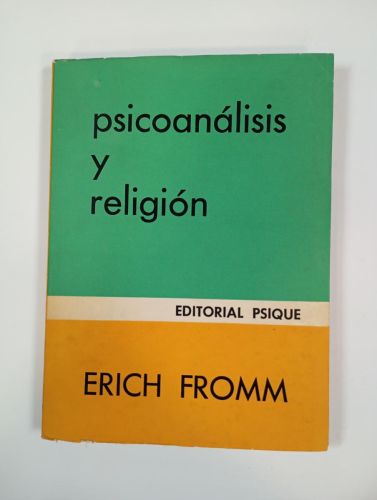 psicoanálisis
y
religión
EDITORIAL PSIQUE
ERICH FROMM